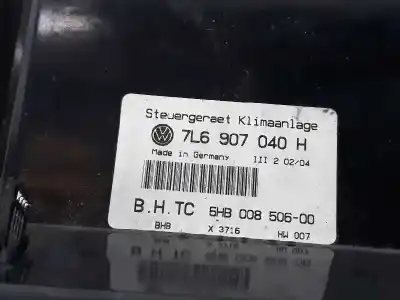 Steuergeraet Klimaanlage
7L6 907 040 H
Made in Germany III 2 02/04
B.H.TC 5HB 008 506-00
BHB X 3716 HW 007